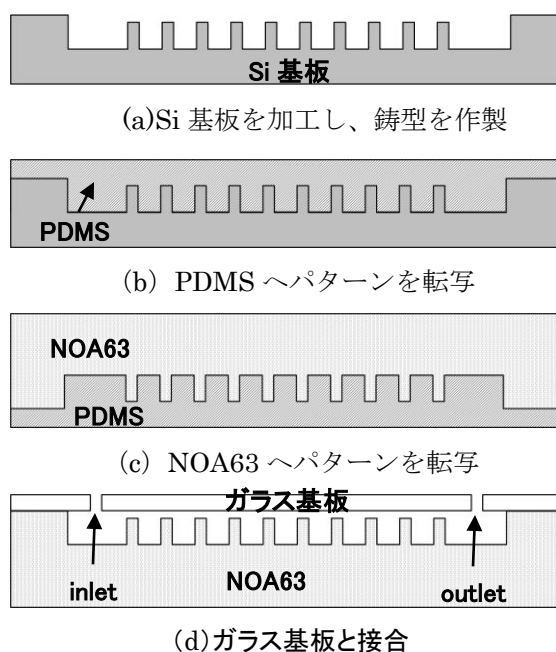 Si 基板
(a)Si 基板を加工し、鋳型を作製
PDMS
(b) PDMS へパターンを転写
NOA63
PDMS
(c) NOA63 へパターンを転写
ガラス基板
inlet
NOA63
outlet
(d)ガラス基板と接合